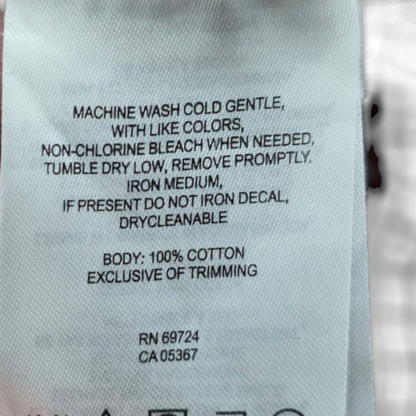 MACHINE WASH COLD GENTLE,
WITH LIKE COLORS,
NON-CHLORINE BLEACH WHEN NEEDED,
TUMBLE DRY LOW, REMOVE PROMPTLY.
IRON MEDIUM,
IF PRESENT DO NOT IRON DECAL,
DRYCLEANABLE
BODY: 100% COTTON
EXCLUSIVE OF TRIMMING
RN 69724
CA 05367